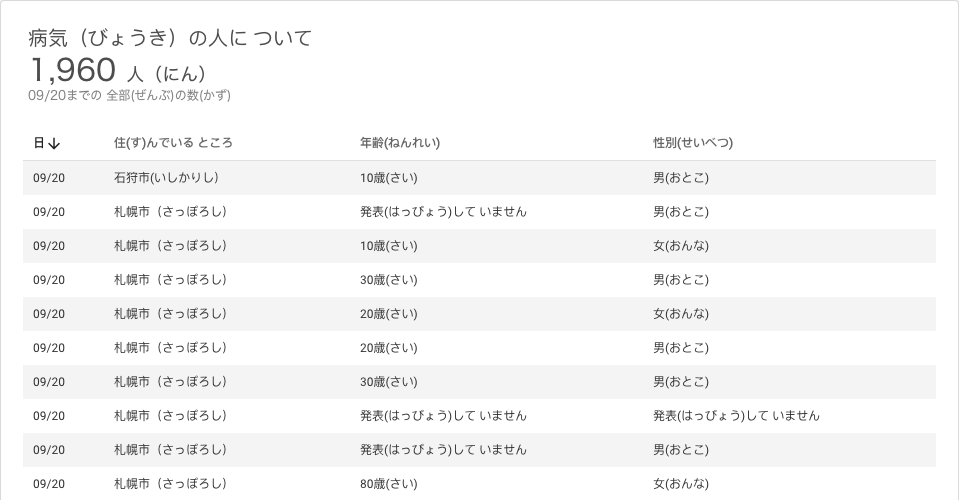 病気（びょうき）の人に ついて
1,960 人（にん）
09/20までの 全部(ぜんぶ)の数(かず)
日↓ 住(す)んでいる ところ 年齢(ねんれい) 性別(せいべつ)
09/20 石狩市(いしかりし) 10歳(さい) 男(おとこ)
09/20 札幌市（さっぽろし） 発表(はっぴょう)して いません 男(おとこ)
09/20 札幌市（さっぽろし） 10歳(さい) 女(おんな)
09/20 札幌市（さっぽろし） 30歳(さい) 男(おとこ)
09/20 札幌市（さっぽろし） 20歳(さい) 女(おんな)
09/20 札幌市（さっぽろし） 20歳(さい) 男(おとこ)
09/20 札幌市（さっぽろし） 30歳(さい) 男(おとこ)
09/20 札幌市（さっぽろし） 発表(はっぴょう)して いません 発表(はっぴょう)して いません
09/20 札幌市（さっぽろし） 発表(はっぴょう)して いません 男(おとこ)
09/20 札幌市（さっぽろし） 80歳(さい) 女(おんな)